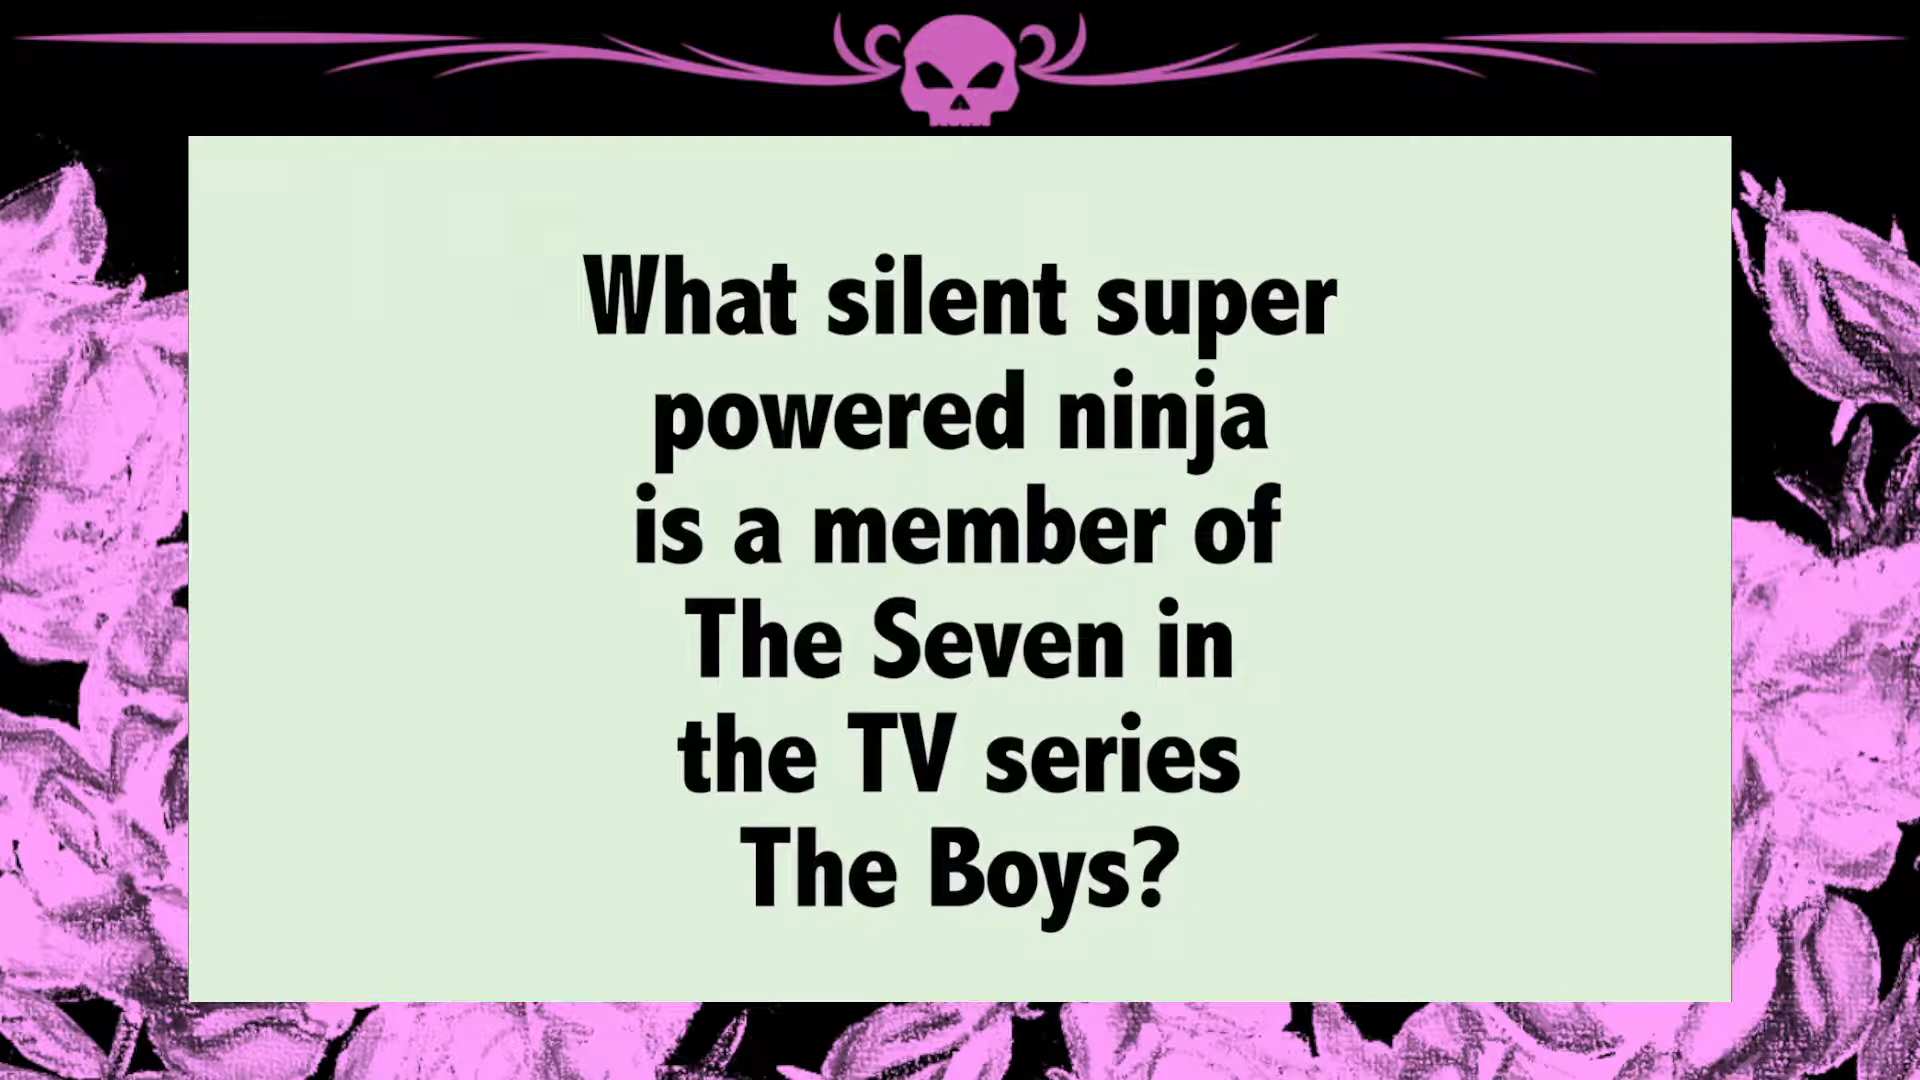 What silent super
powered ninja
is a member of
The Seven in
the TV series
The Boys?